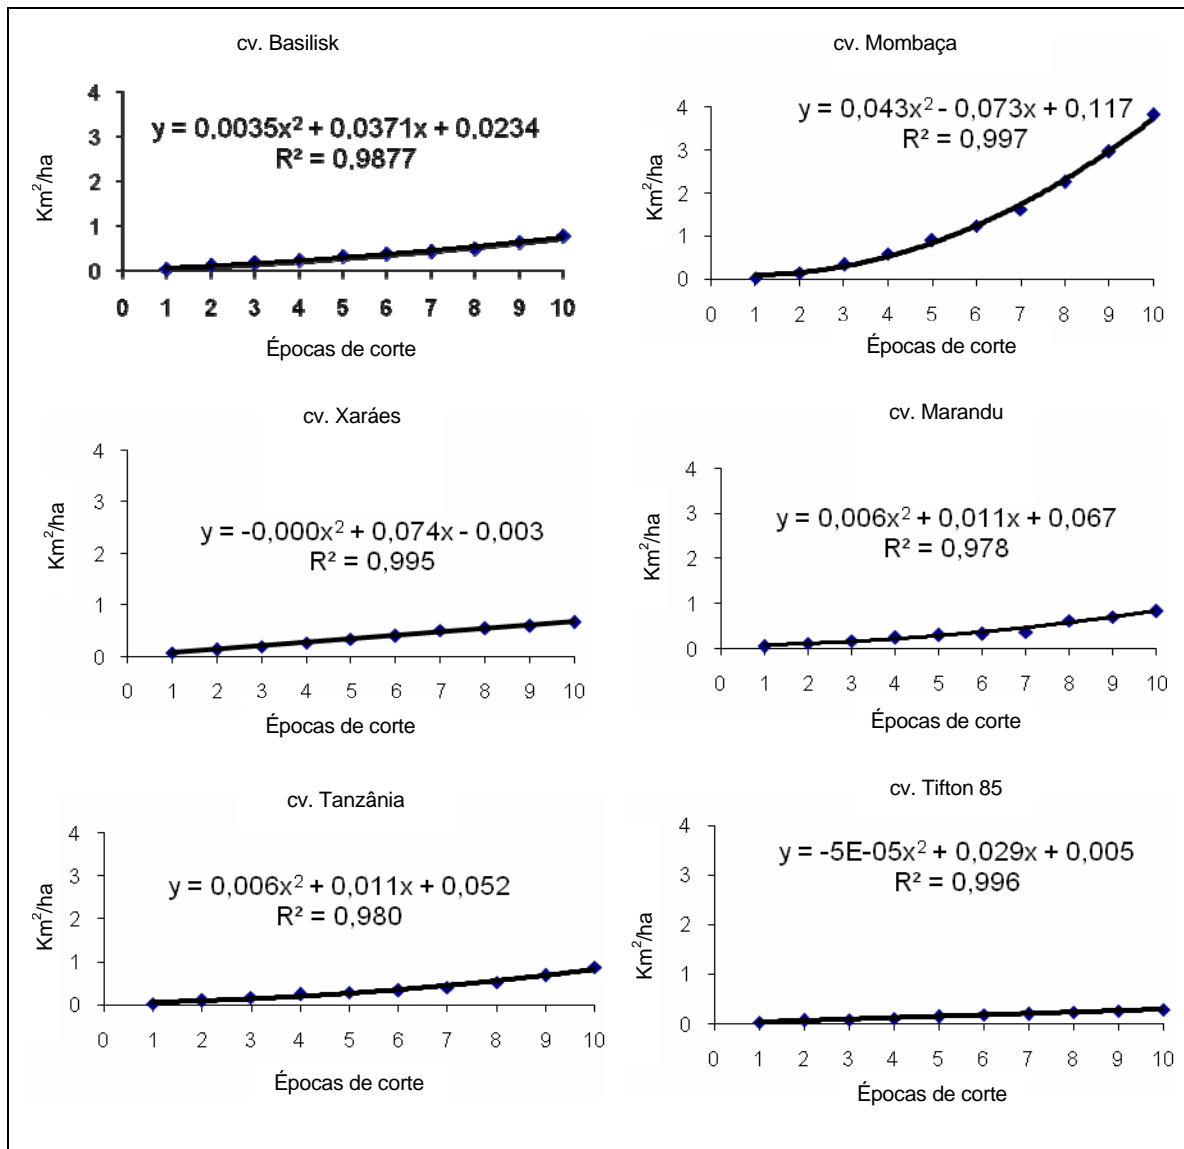 cv. Basilisk
4
3
2
1
0
Km²/ha
y = 0,0035x² + 0,0371x + 0,0234
R² = 0,9877
0 1 2 3 4 5 6 7 8 9 10
Épocas de corte
cv. Mombaça
4
3
2
1
0
Km²/ha
y = 0,043x² - 0,073x + 0,117
R² = 0,997
0 1 2 3 4 5 6 7 8 9 10
Épocas de corte
cv. Xaráes
4
3
2
1
0
Km²/ha
y = -0,000x² + 0,074x - 0,003
R² = 0,995
0 1 2 3 4 5 6 7 8 9 10
Épocas de corte
cv. Marandu
4
3
2
1
0
Km²/ha
y = 0,006x² + 0,011x + 0,067
R² = 0,978
0 1 2 3 4 5 6 7 8 9 10
Épocas de corte
cv. Tanzânia
4
3
2
1
0
Km²/ha
y = 0,006x² + 0,011x + 0,052
R² = 0,980
0 1 2 3 4 5 6 7 8 9 10
Épocas de corte
cv. Tifton 85
4
3
2
1
0
Km²/ha
y = -5E-05x² + 0,029x + 0,005
R² = 0,996
0 1 2 3 4 5 6 7 8 9 10
Épocas de corte